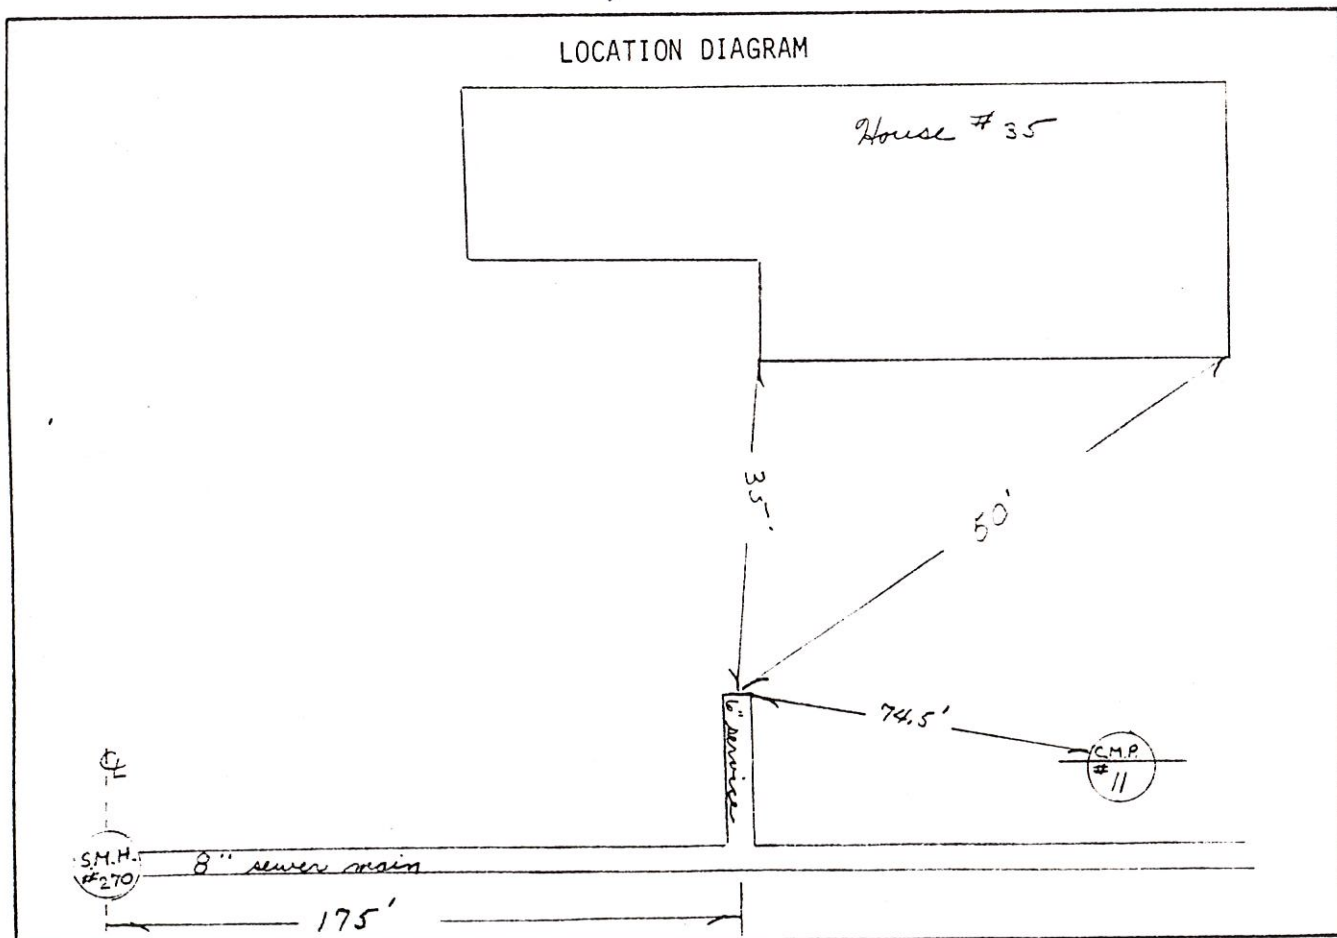 LOCATION DIAGRAM
House # 35
35'
50'
6" service
74.5'
C.M.P.
# 11
℄
S.M.H.
#270
8" sewer main
175'